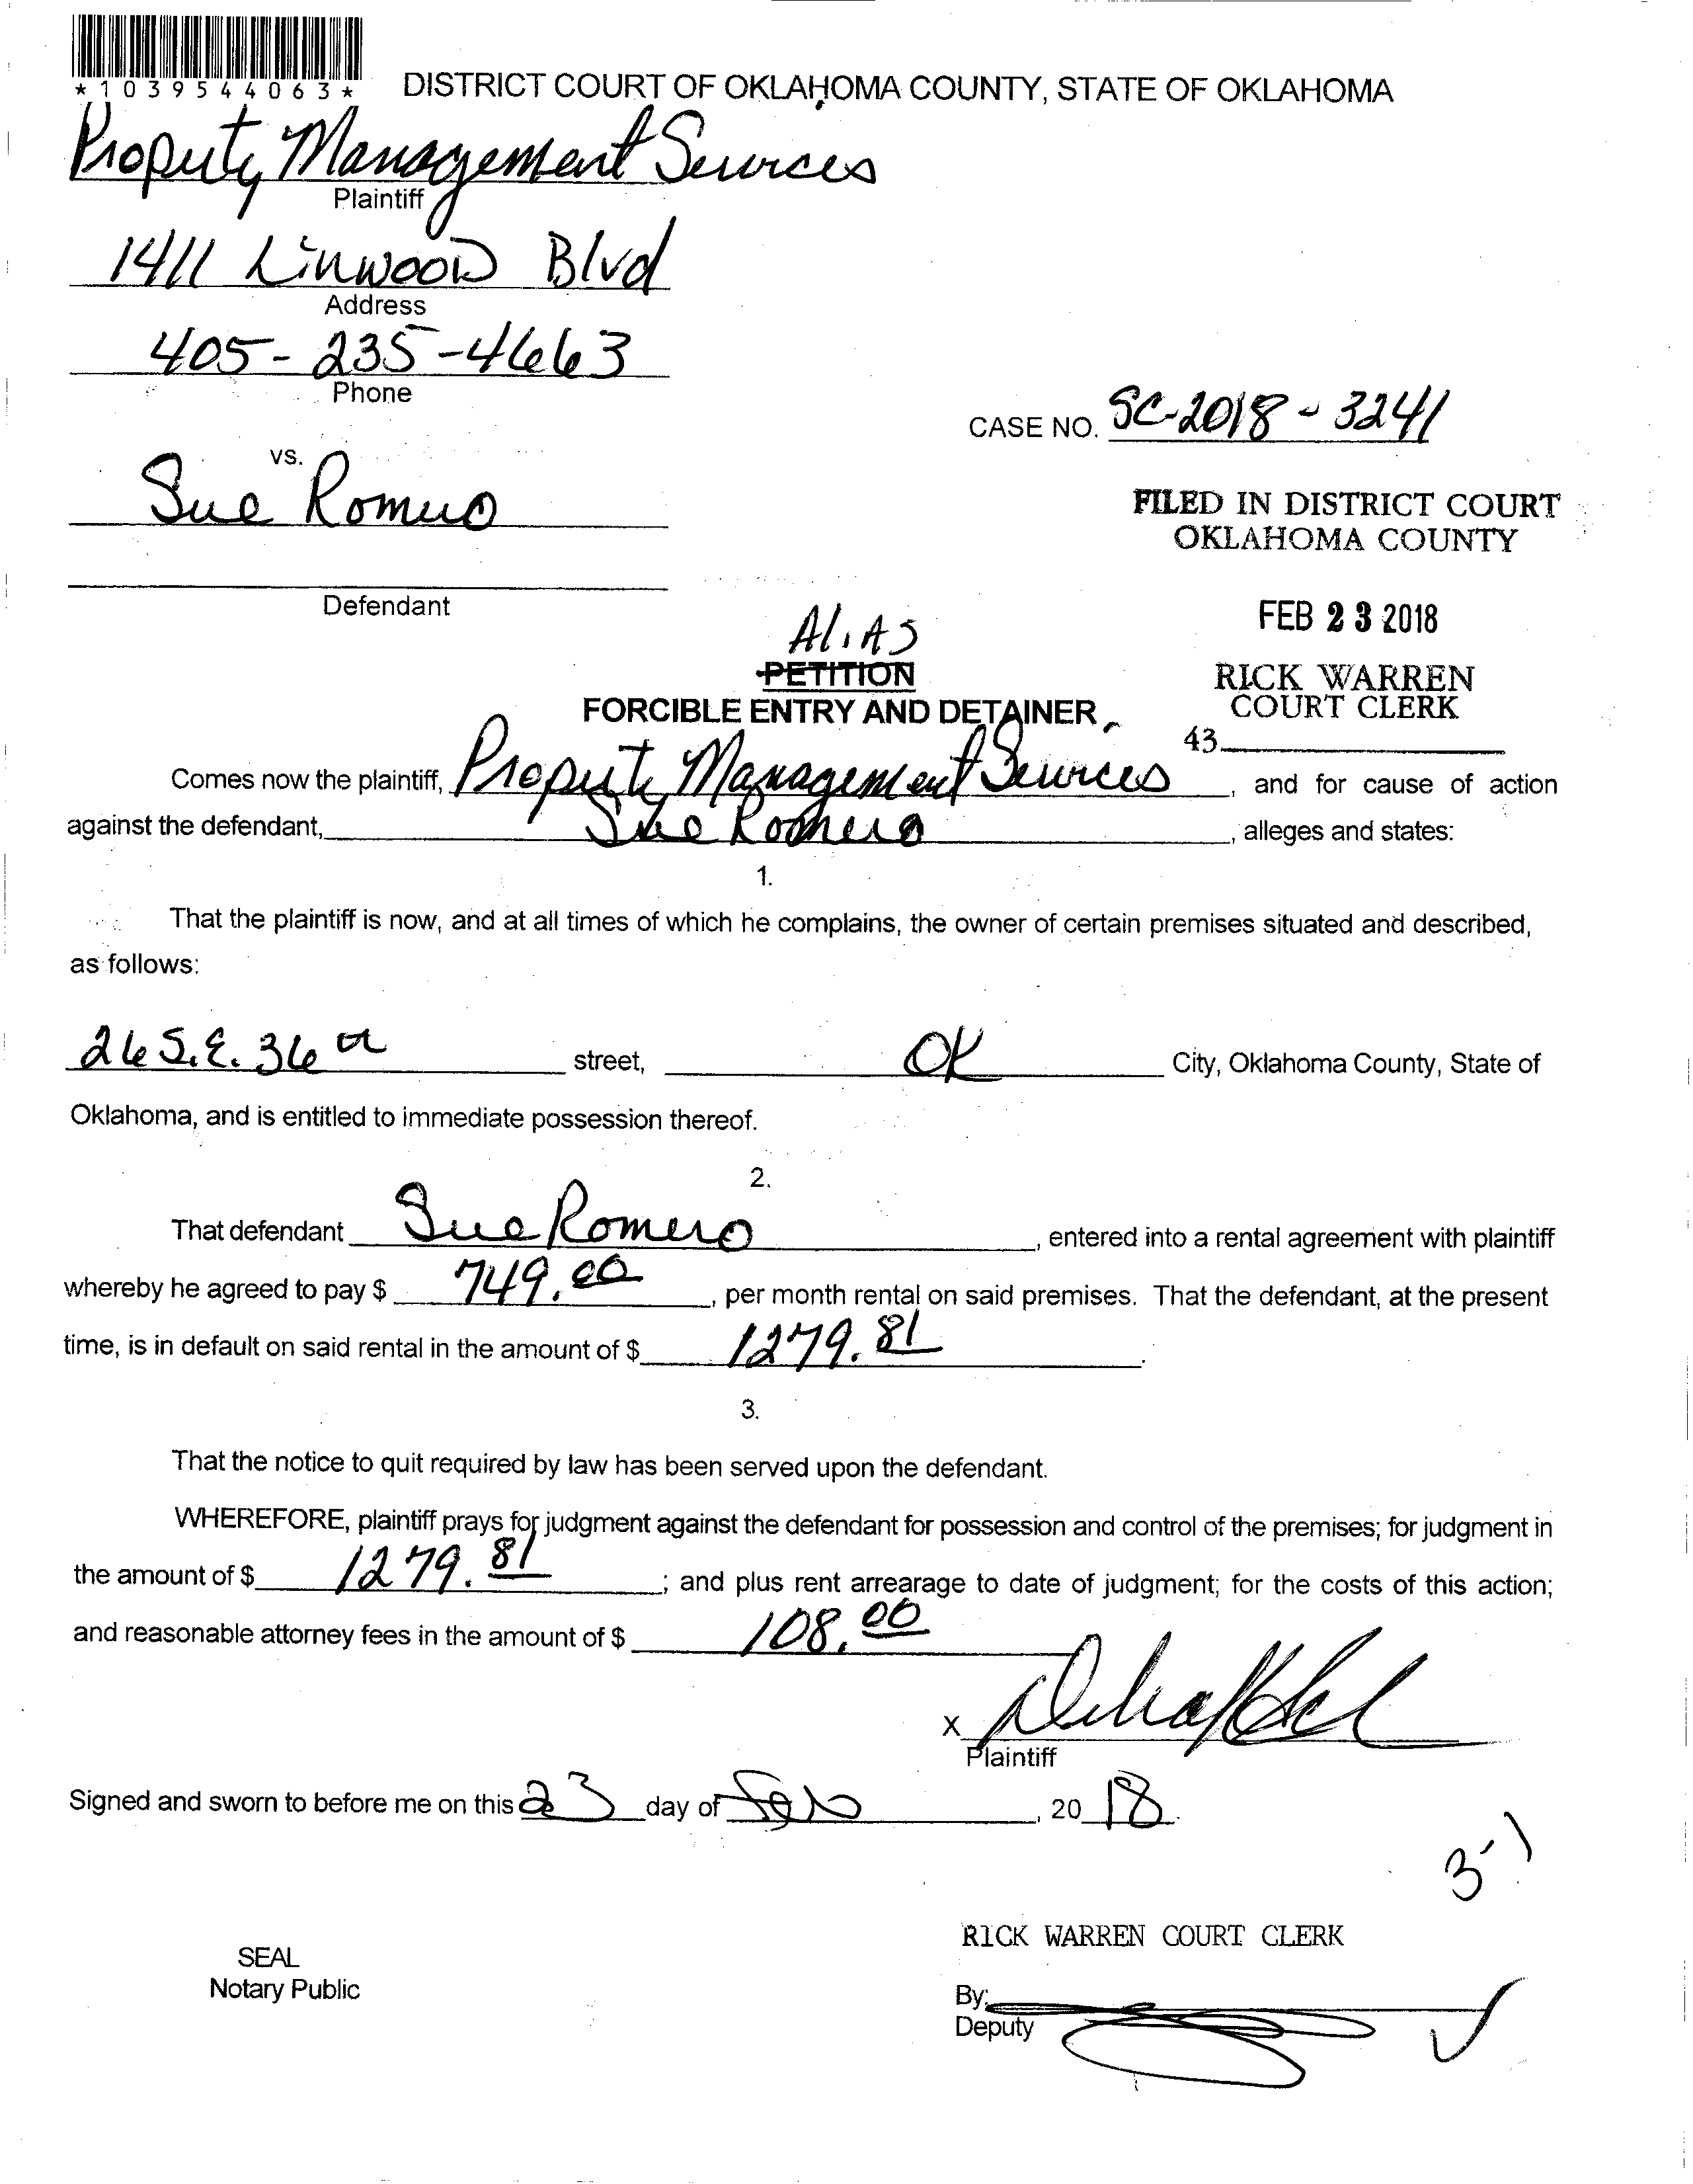 *1039544063*
DISTRICT COURT OF OKLAHOMA COUNTY, STATE OF OKLAHOMA
Property Management Services
Plaintiff
1411 Linwood Blvd
Address
405-235-4663
Phone
CASE NO. SC-2018-3241
vs.
Sue Romero
FILED IN DISTRICT COURT
OKLAHOMA COUNTY
Defendant
FEB 23 2018
Alias
PETITION
RICK WARREN
COURT CLERK
FORCIBLE ENTRY AND DETAINER
43
Comes now the plaintiff, Property Management Services, and for cause of action
against the defendant, Sue Romero, alleges and states:
1.
That the plaintiff is now, and at all times of which he complains, the owner of certain premises situated and described,
as follows:
26 S.E. 36th street, OK City, Oklahoma County, State of
Oklahoma, and is entitled to immediate possession thereof.
2.
That defendant Sue Romero, entered into a rental agreement with plaintiff
whereby he agreed to pay $ 749.00, per month rental on said premises. That the defendant, at the present
time, is in default on said rental in the amount of $ 1279.81.
3.
That the notice to quit required by law has been served upon the defendant.
WHEREFORE, plaintiff prays for judgment against the defendant for possession and control of the premises; for judgment in
the amount of $ 1279.81; and plus rent arrearage to date of judgment; for the costs of this action;
and reasonable attorney fees in the amount of $ 108.00
X
Plaintiff
Signed and sworn to before me on this 23 day of Feb, 2018.
3-1
RICK WARREN COURT CLERK
SEAL
Notary Public
By:
Deputy